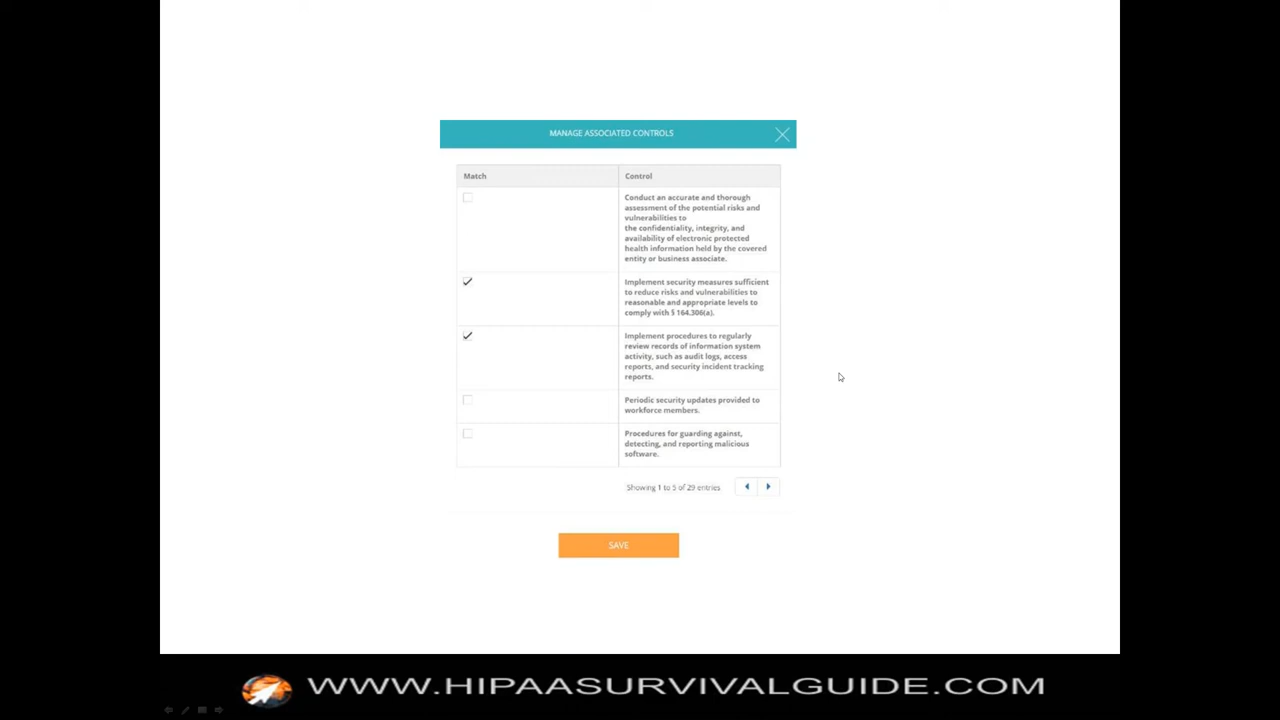 MANAGE ASSOCIATED CONTROLS
Match
Control
Conduct an accurate and thorough
assessment of the potential risks and
vulnerabilities to
the confidentiality, integrity, and
availability of electronic protected
health information held by the covered
entity or business associate.
Implement security measures sufficient
to reduce risks and vulnerabilities to
reasonable and appropriate levels to
comply with § 164.306(a).
Implement procedures to regularly
review records of information system
activity, such as audit logs, access
reports, and security incident tracking
reports.
Periodic security updates provided to
workforce members.
Procedures for guarding against,
detecting, and reporting malicious
software.
Showing 1 to 5 of 29 entries
SAVE
WWW.HIPAASURVIVALGUIDE.COM